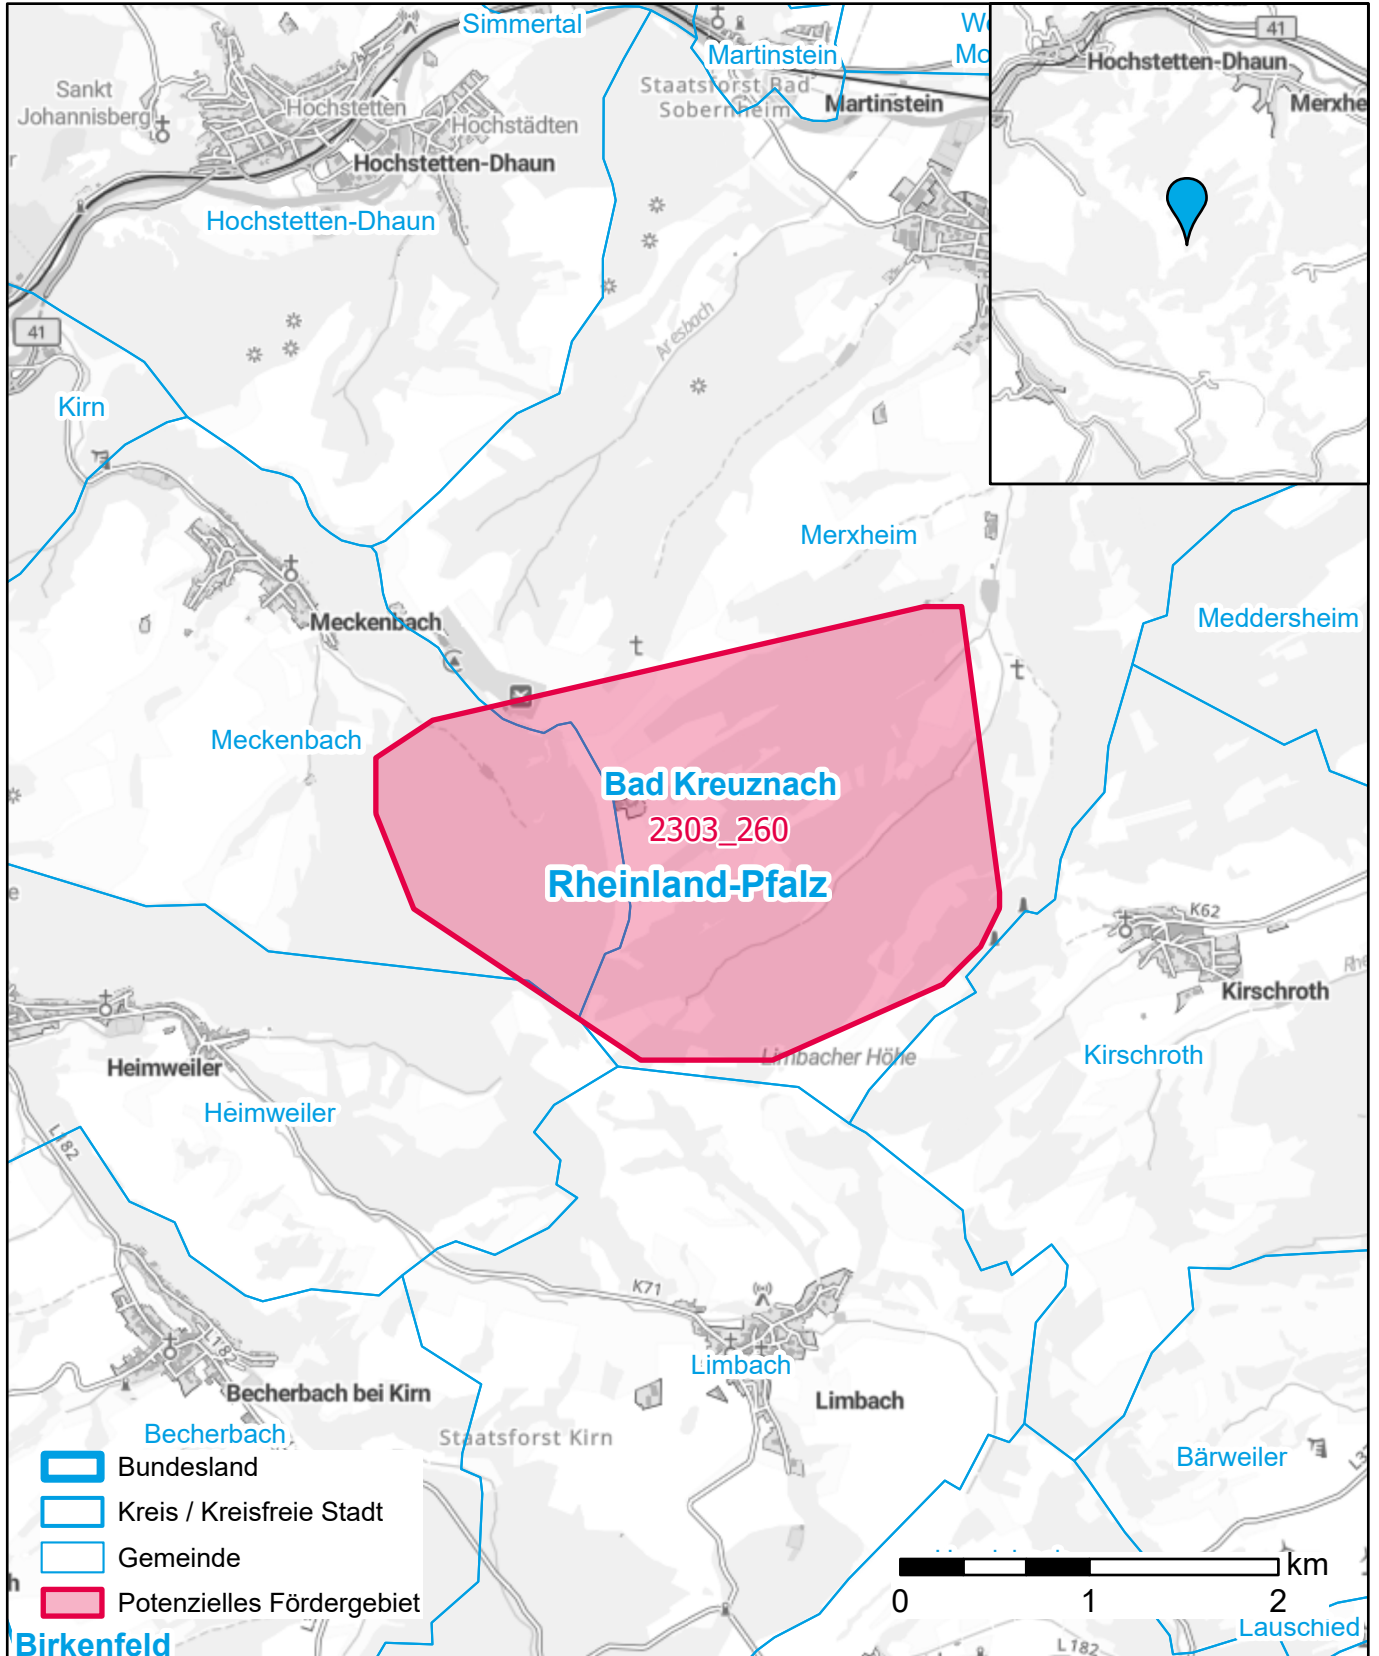 Simmertal
Martinstein
Sankt
Johannisberg
Hochstetten
Hochstädten
Hochstetten-Dhaun
Hochstetten-Dhaun
Staatsforst Bad
Sobernheim
Martinstein
41
Hochstetten-Dhaun
Merxhe
41
Kirn
Aresbach
Merxheim
Meddersheim
Meckenbach
Meckenbach
Bad Kreuznach
2303_260
Rheinland-Pfalz
K62
Kirschroth
Kirschroth
Limbacher Höhe
Heimweiler
Heimweiler
L182
K71
Limbach
Limbach
Becherbach bei Kirn
Becherbach
Staatsforst Kirn
Bärweiler
Bundesland
Kreis / Kreisfreie Stadt
Gemeinde
Potenzielles Fördergebiet
km
0 1 2
Lauschied
Birkenfeld
L182